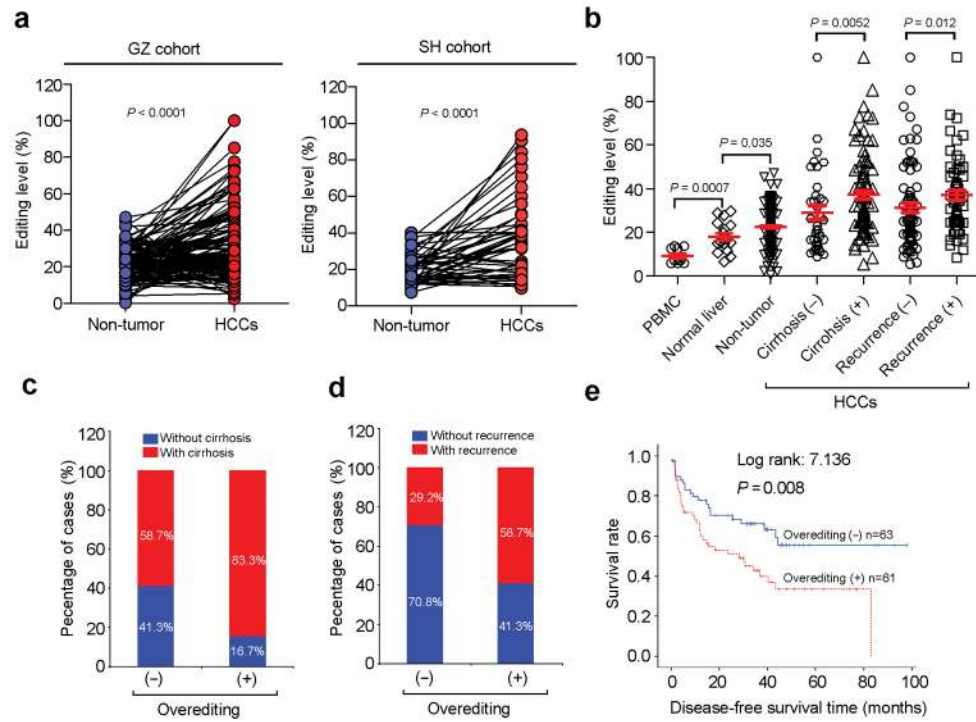 a
GZ cohort
SH cohort
Editing level (%)
120
100
80
60
40
20
0
P < 0.0001
Non-tumor
HCCs
Editing level (%)
120
100
80
60
40
20
0
P < 0.0001
Non-tumor
HCCs
b
P = 0.0052
P = 0.012
P = 0.035
P = 0.0007
Editing level (%)
100
80
60
40
20
0
PBMC
Normal liver
Non-tumor
Cirrhosis (−)
Cirrohsis (+)
Recurrence (−)
Recurrence (+)
HCCs
c
Pecentage of cases (%)
120
100
80
60
40
20
0
Without cirrhosis
With cirrhosis
58.7%
83.3%
41.3%
16.7%
(−)
(+)
Overediting
d
Pecentage of cases (%)
120
100
80
60
40
20
0
Without recurrence
With recurrence
29.2%
58.7%
70.8%
41.3%
(−)
(+)
Overediting
e
Log rank: 7.136
P = 0.008
Survival rate
1.0
0.8
0.6
0.4
0.2
0.0
Overediting (−) n=63
Overediting (+) n=61
0
20
40
60
80
100
Disease-free survival time (months)